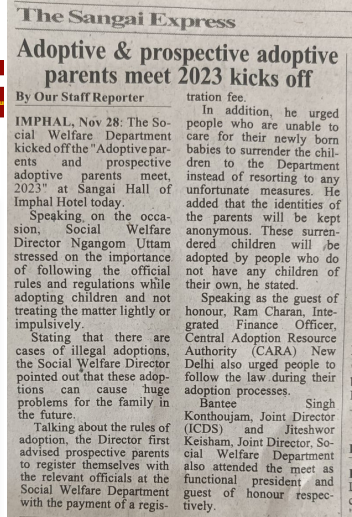 The Sangai Express
Adoptive & prospective adoptive
parents meet 2023 kicks off
By Our Staff Reporter
IMPHAL, Nov 28: The So-
cial Welfare Department
kicked off the "Adoptive par-
ents and prospective
adoptive parents meet,
2023" at Sangai Hall of
Imphal Hotel today.
Speaking, on the occa-
sion, Social Welfare
Director Ngangom Uttam
stressed on the importance
of following the official
rules and regulations while
adopting children and not
treating the matter lightly or
impulsively.
Stating that there are
cases of illegal adoptions,
the Social Welfare Director
pointed out that these adop-
tions can cause huge
problems for the family in
the future.
Talking about the rules of
adoption, the Director first
advised prospective parents
to register themselves with
the relevant officials at the
Social Welfare Department
with the payment of a regis-
tration fee.
In addition, he urged
people who are unable to
care for their newly born
babies to surrender the chil-
dren to the Department
instead of resorting to any
unfortunate measures. He
added that the identities of
the parents will be kept
anonymous. These surren-
dered children will be
adopted by people who do
not have any children of
their own, he stated.
Speaking as the guest of
honour, Ram Charan, Inte-
grated Finance Officer,
Central Adoption Resource
Authority (CARA) New
Delhi also urged people to
follow the law during their
adoption processes.
Bantee Singh
Konthoujam, Joint Director
(ICDS) and Jiteshwor
Keisham, Joint Director, So-
cial Welfare Department
also attended the meet as
functional president and
guest of honour respec-
tively.